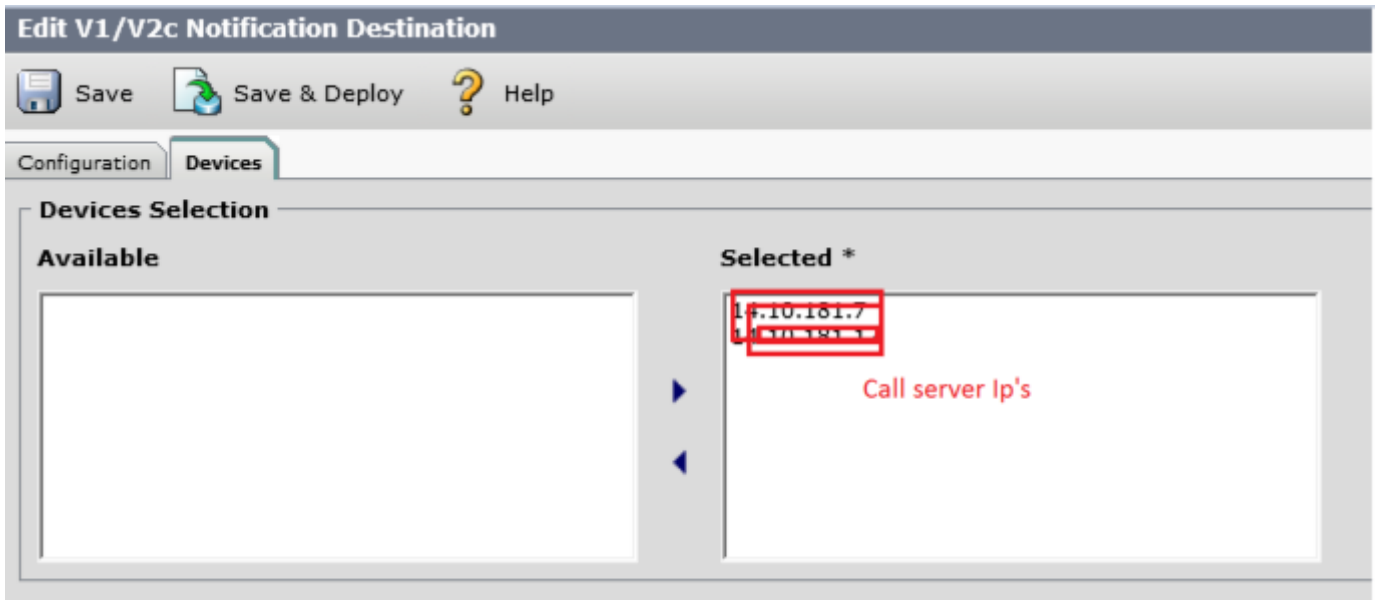 Edit V1/V2c Notification Destination
Save Save & Deploy Help
Configuration Devices
Devices Selection
Available Selected *
14.10.181.7
Call server Ip's